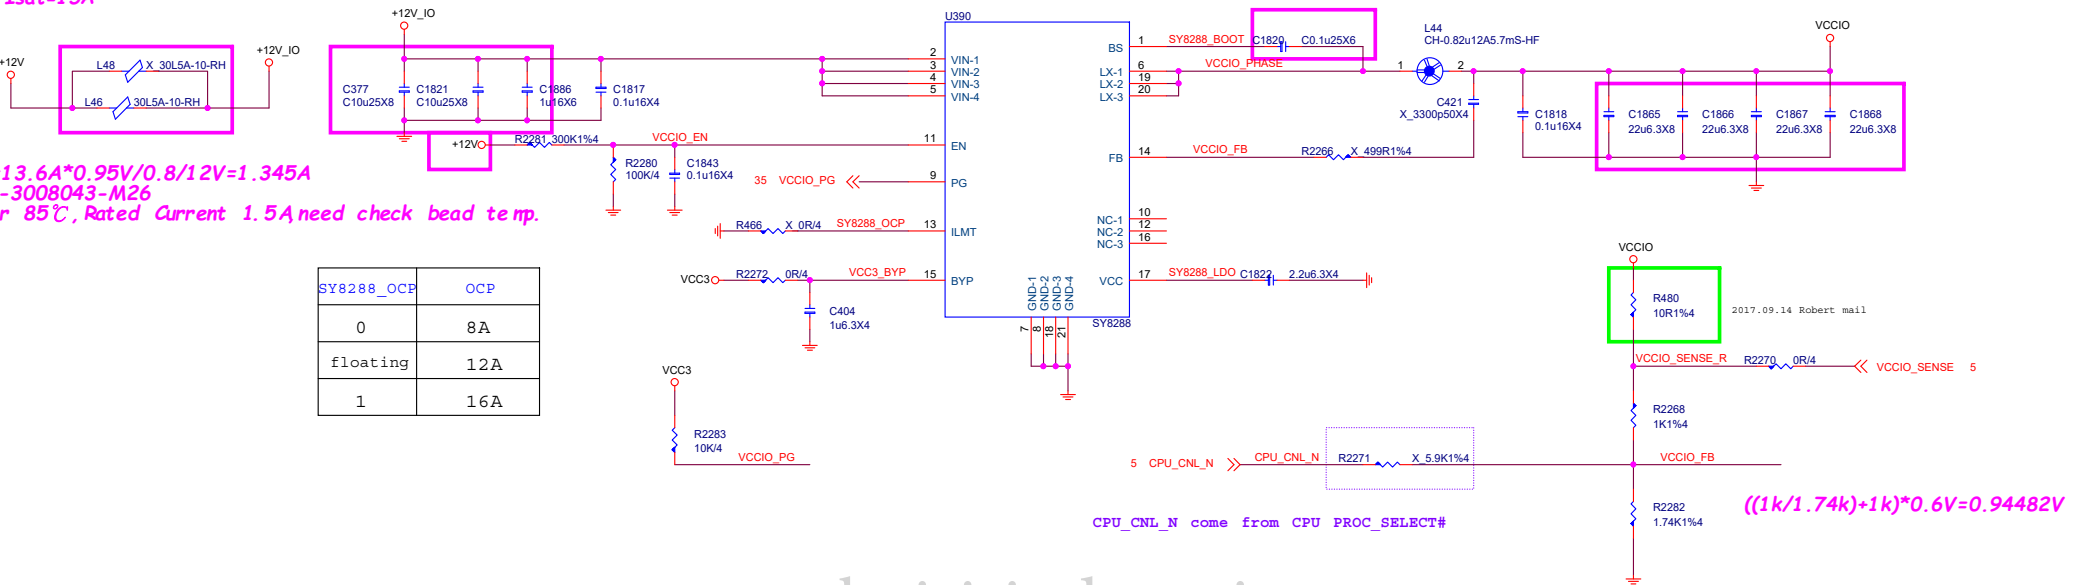 +12V_IO
U390
L44
CH-0.82u12A5.7mS-HF
VCCIO
+12V
+12V_IO
L48 X_30L5A-10-RH
L46 30L5A-10-RH
C377
C10u25X8
C1821
C10u25X8
C1886
1u16X6
C1817
0.1u16X4
2 VIN-1
3 VIN-2
4 VIN-3
5 VIN-4
BS 1 SY8288_BOOT C1820 C0.1u25X6
LX-1 6 VCCIO_PHASE 1 2
LX-2 19
LX-3 20
C421
X_3300p50X4
C1818
0.1u16X4
C1865
22u6.3X8
C1866
22u6.3X8
C1867
22u6.3X8
C1868
22u6.3X8
+12V R2281 300K1%4 VCCIO_EN 11 EN
R2280
100K/4
C1843
0.1u16X4
FB 14 VCCIO_FB R2266 X_499R1%4
13.6A*0.95V/0.8/12V=1.345A
-3008043-M26
r 85℃,Rated Current 1.5A,need check bead temp.
35 VCCIO_PG 9 PG
R466 X_0R/4 SY8288_OCP 13 ILMT
NC-1 10
NC-2 12
NC-3 16
VCC3 R2272 0R/4 VCC3_BYP 15 BYP
C404
1u6.3X4
VCC 17 SY8288_LDO C1822 2.2u6.3X4
GND-1 7
GND-2 8
GND-3 18
GND-4 21
SY8288
SY8288_OCP OCP
0 8A
floating 12A
1 16A
VCC3
R2283
10K/4
VCCIO_PG
VCCIO
R480
10R1%4
2017.09.14 Robert mail
VCCIO_SENSE_R R2270 0R/4 VCCIO_SENSE 5
R2268
1K1%4
5 CPU_CNL_N CPU_CNL_N R2271 X_5.9K1%4 VCCIO_FB
R2282
1.74K1%4
((1k/1.74k)+1k)*0.6V=0.94482V
CPU_CNL_N come from CPU PROC_SELECT#